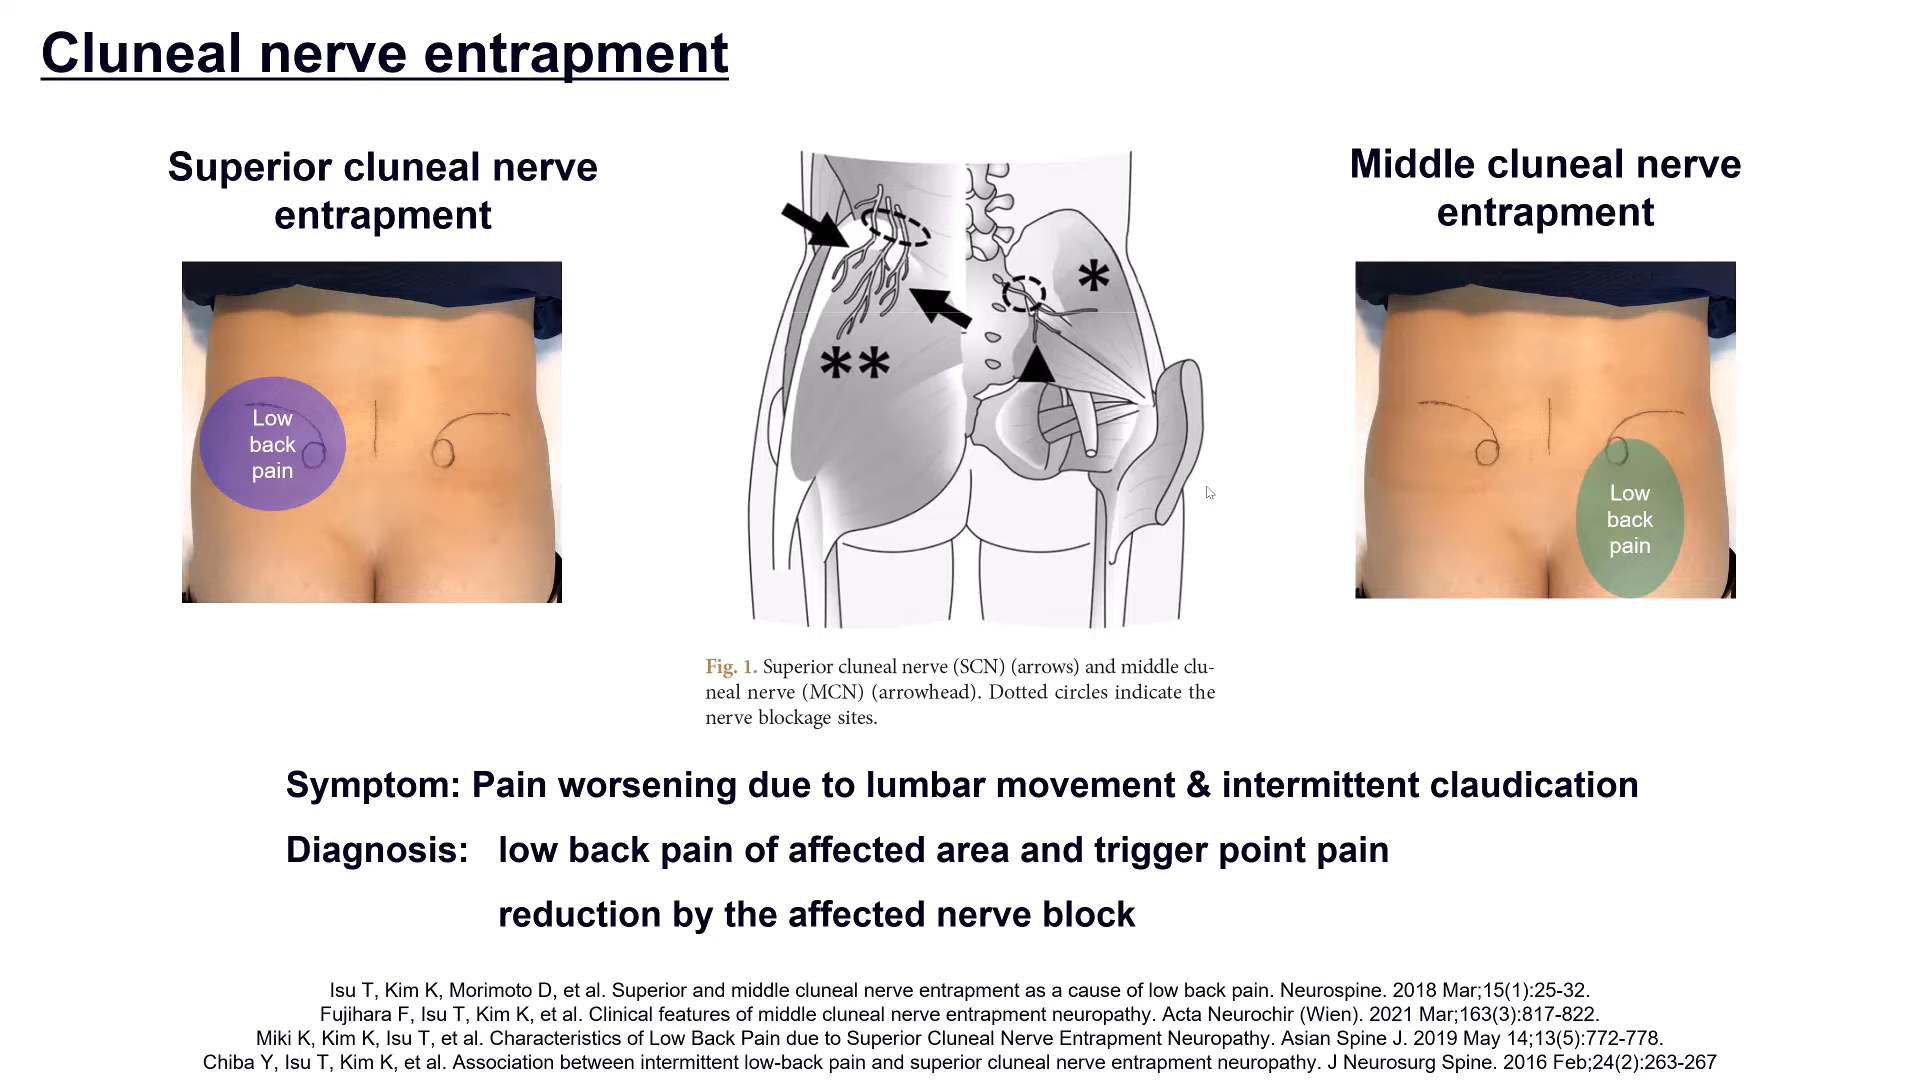 Cluneal nerve entrapment
Superior cluneal nerve
entrapment
Middle cluneal nerve
entrapment
Low
back
pain
*
**
Low
back
pain
Fig. 1. Superior cluneal nerve (SCN) (arrows) and middle clu-
neal nerve (MCN) (arrowhead). Dotted circles indicate the
nerve blockage sites.
Symptom: Pain worsening due to lumbar movement & intermittent claudication
Diagnosis: low back pain of affected area and trigger point pain
reduction by the affected nerve block
Isu T, Kim K, Morimoto D, et al. Superior and middle cluneal nerve entrapment as a cause of low back pain. Neurospine. 2018 Mar;15(1):25-32.
Fujihara F, Isu T, Kim K, et al. Clinical features of middle cluneal nerve entrapment neuropathy. Acta Neurochir (Wien). 2021 Mar;163(3):817-822.
Miki K, Kim K, Isu T, et al. Characteristics of Low Back Pain due to Superior Cluneal Nerve Entrapment Neuropathy. Asian Spine J. 2019 May 14;13(5):772-778.
Chiba Y, Isu T, Kim K, et al. Association between intermittent low-back pain and superior cluneal nerve entrapment neuropathy. J Neurosurg Spine. 2016 Feb;24(2):263-267